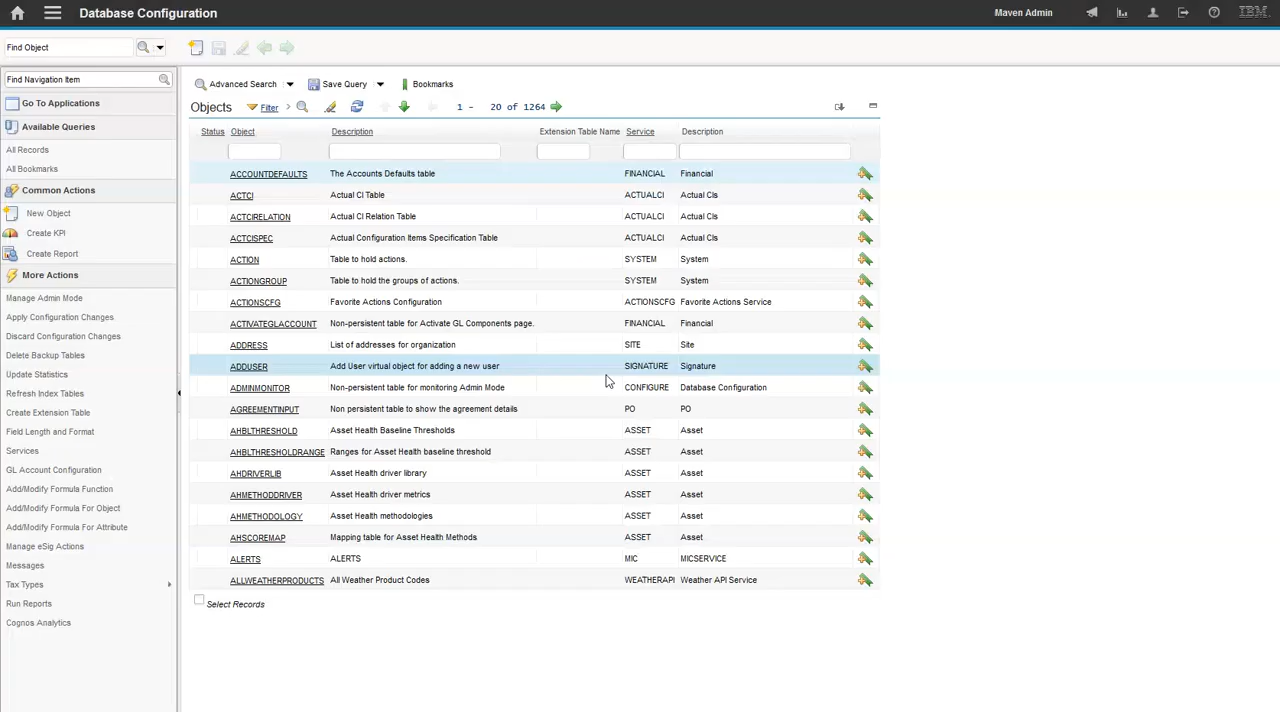 Database Configuration
Maven Admin
IBM
Find Object
Find Navigation Item
Go To Applications
Available Queries
All Records
All Bookmarks
Common Actions
New Object
Create KPI
Create Report
More Actions
Manage Admin Mode
Apply Configuration Changes
Discard Configuration Changes
Delete Backup Tables
Update Statistics
Refresh Index Tables
Create Extension Table
Field Length and Format
Services
GL Account Configuration
Add/Modify Formula Function
Add/Modify Formula For Object
Add/Modify Formula For Attribute
Manage eSig Actions
Messages
Tax Types
Run Reports
Cognos Analytics
Advanced Search Save Query Bookmarks
Objects Filter 1 - 20 of 1264
Status Object Description Extension Table Name Service Description
ACCOUNTDEFAULTS The Accounts Defaults table FINANCIAL Financial
ACTCI Actual CI Table ACTUALCI Actual CIs
ACTCIRELATION Actual CI Relation Table ACTUALCI Actual CIs
ACTCISPEC Actual Configuration Items Specification Table ACTUALCI Actual CIs
ACTION Table to hold actions. SYSTEM System
ACTIONGROUP Table to hold the groups of actions. SYSTEM System
ACTIONSCFG Favorite Actions Configuration ACTIONSCFG Favorite Actions Service
ACTIVATEGLACCOUNT Non-persistent table for Activate GL Components page. FINANCIAL Financial
ADDRESS List of addresses for organization SITE Site
ADDUSER Add User virtual object for adding a new user SIGNATURE Signature
ADMINMONITOR Non-persistent table for monitoring Admin Mode CONFIGURE Database Configuration
AGREEMENTINPUT Non persistent table to show the agreement details PO PO
AHBLTHRESHOLD Asset Health Baseline Thresholds ASSET Asset
AHBLTHRESHOLDRANGE Ranges for Asset Health baseline threshold ASSET Asset
AHDRIVERLIB Asset Health driver library ASSET Asset
AHMETHODDRIVER Asset Health driver metrics ASSET Asset
AHMETHODOLOGY Asset Health methodologies ASSET Asset
AHSCOREMAP Mapping table for Asset Health Methods ASSET Asset
ALERTS ALERTS MIC MICSERVICE
ALLWEATHERPRODUCTS All Weather Product Codes WEATHERAPI Weather API Service
Select Records